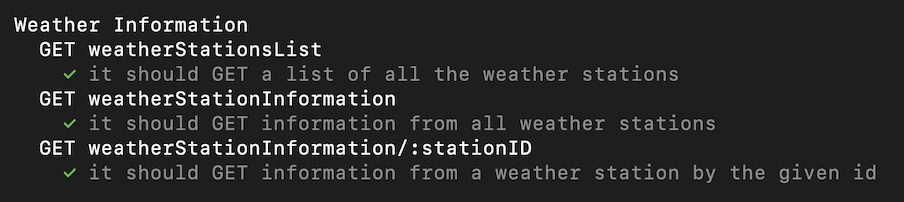 Weather Information
GET weatherStationsList
✓ it should GET a list of all the weather stations
GET weatherStationInformation
✓ it should GET information from all weather stations
GET weatherStationInformation/:stationID
✓ it should GET information from a weather station by the given id